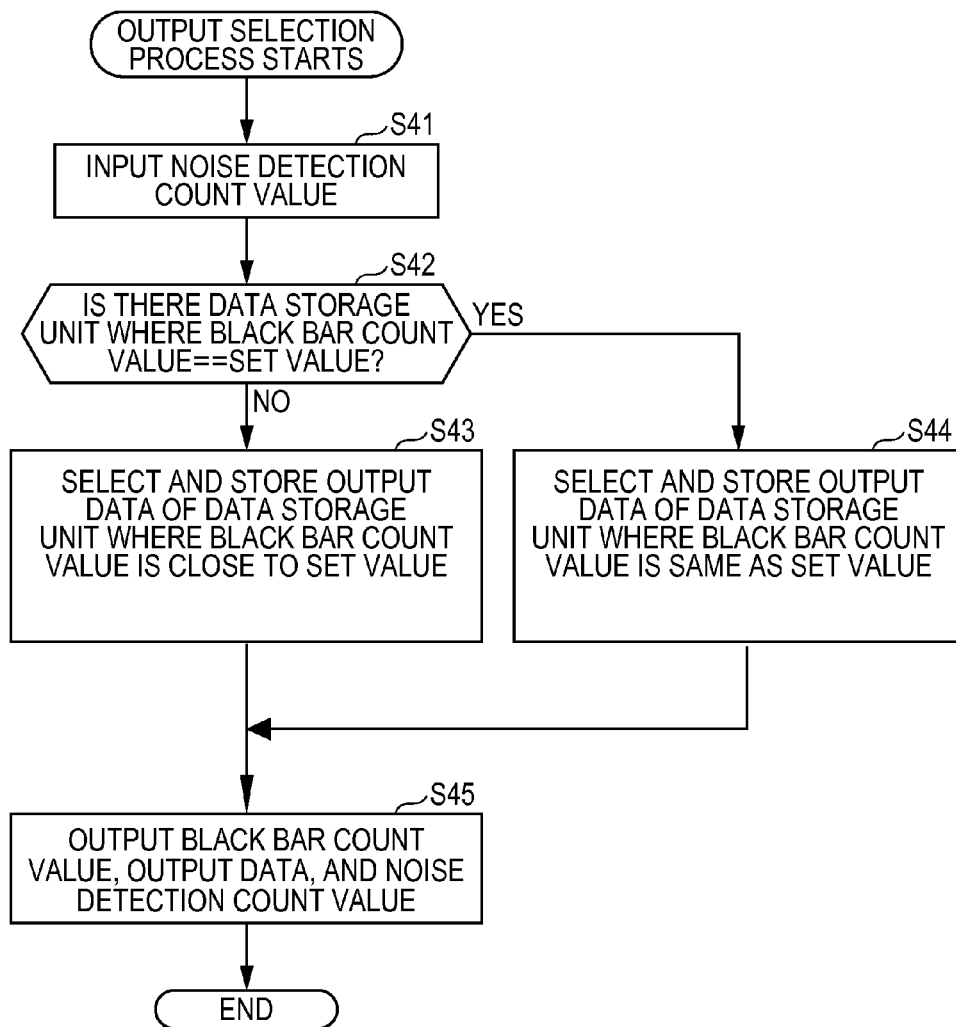 OUTPUT SELECTION
PROCESS STARTS
S41
INPUT NOISE DETECTION
COUNT VALUE
S42
IS THERE DATA STORAGE
UNIT WHERE BLACK BAR COUNT
VALUE==SET VALUE?
YES
NO
S43
SELECT AND STORE OUTPUT
DATA OF DATA STORAGE
UNIT WHERE BLACK BAR COUNT
VALUE IS CLOSE TO SET VALUE
S44
SELECT AND STORE OUTPUT
DATA OF DATA STORAGE
UNIT WHERE BLACK BAR COUNT
VALUE IS SAME AS SET VALUE
S45
OUTPUT BLACK BAR COUNT
VALUE, OUTPUT DATA, AND NOISE
DETECTION COUNT VALUE
END